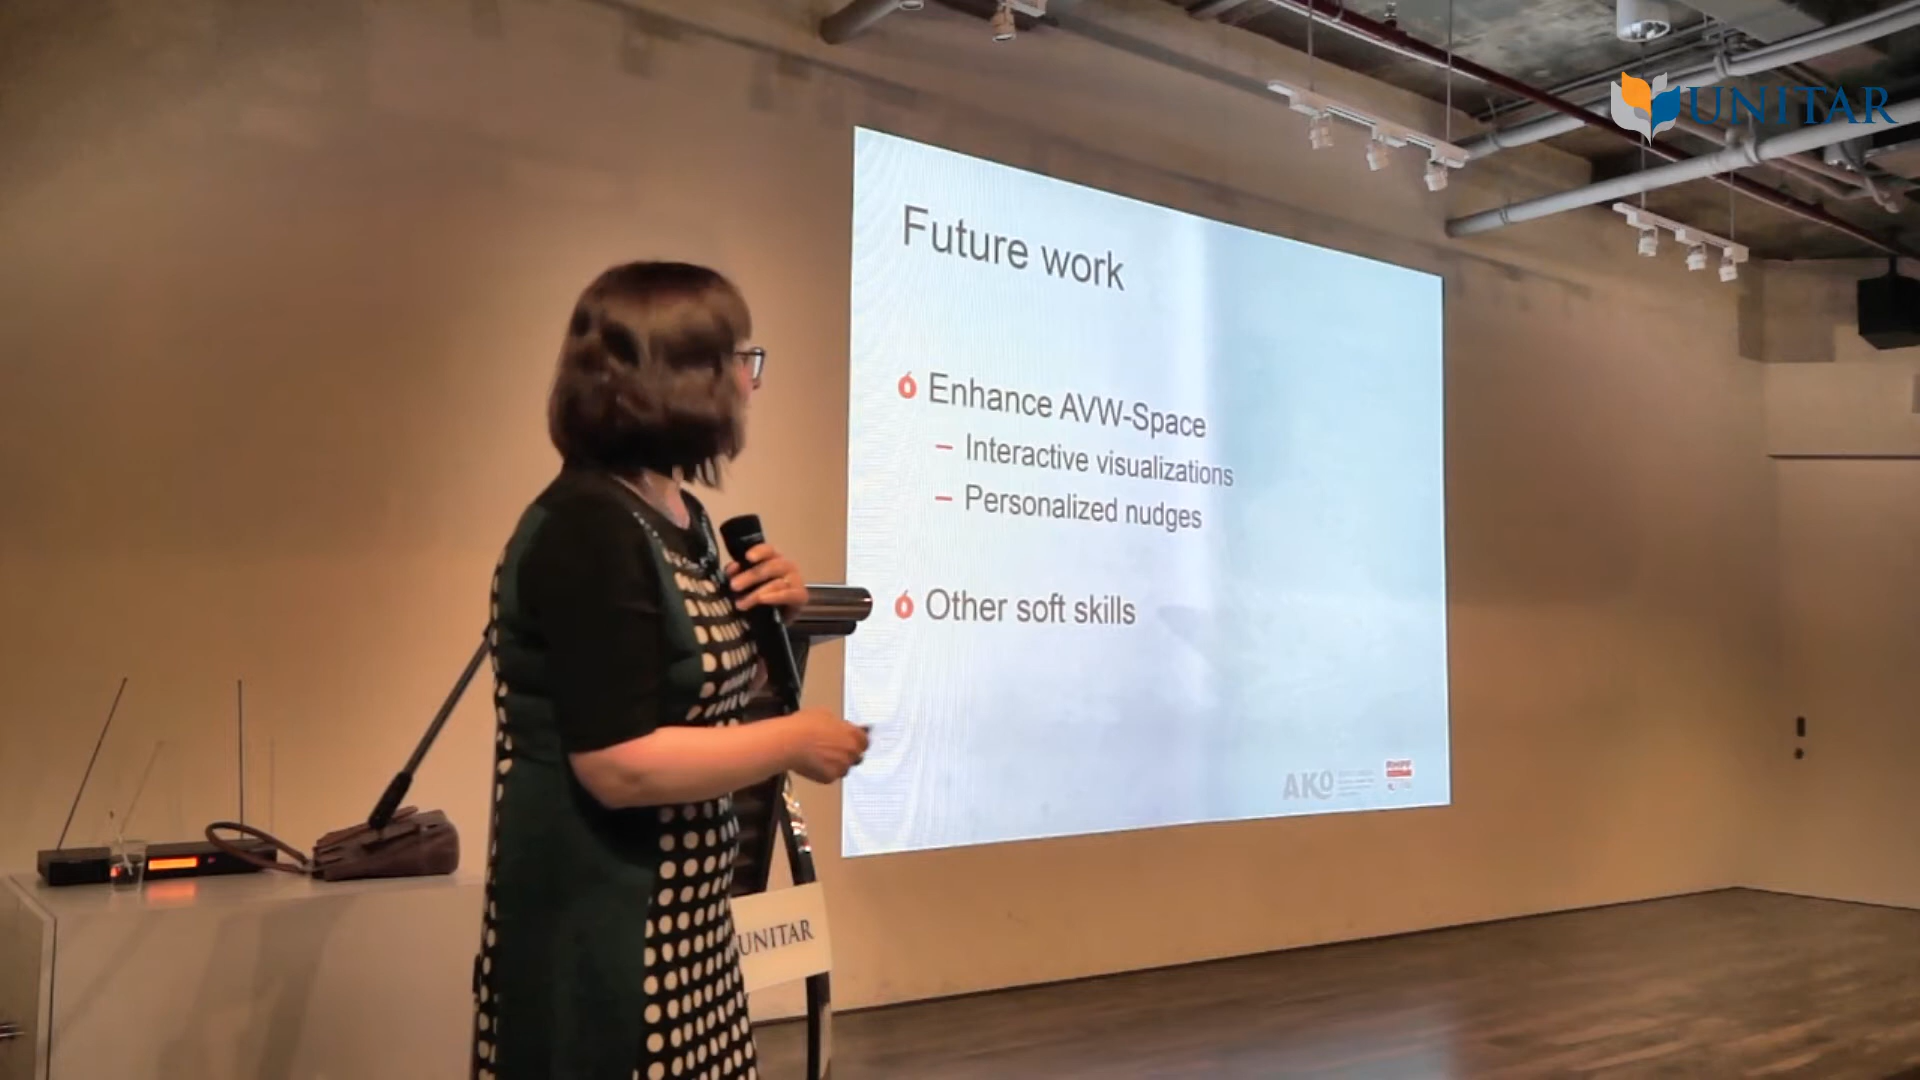 UNITAR
Future work
Enhance AVW-Space
– Interactive visualizations
– Personalized nudges
Other soft skills
AKO
UNITAR